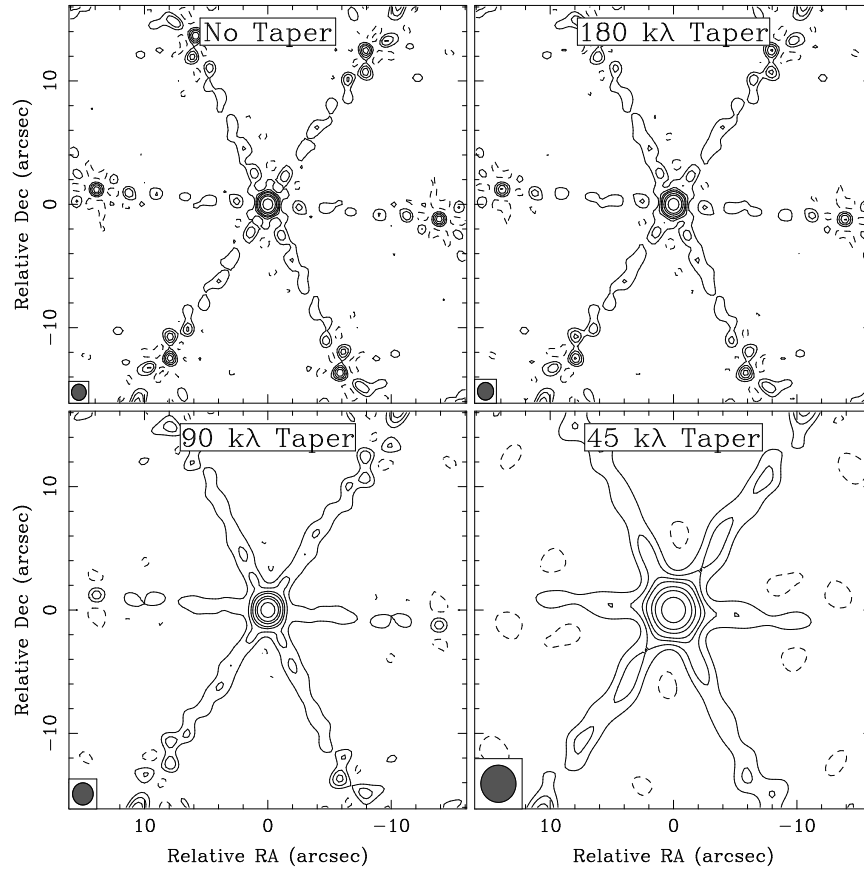 No Taper
180 kλ Taper
10
0
−10
Relative Dec (arcsec)
90 kλ Taper
45 kλ Taper
10
0
−10
Relative Dec (arcsec)
10 0 −10
10 0 −10
Relative RA (arcsec)
Relative RA (arcsec)